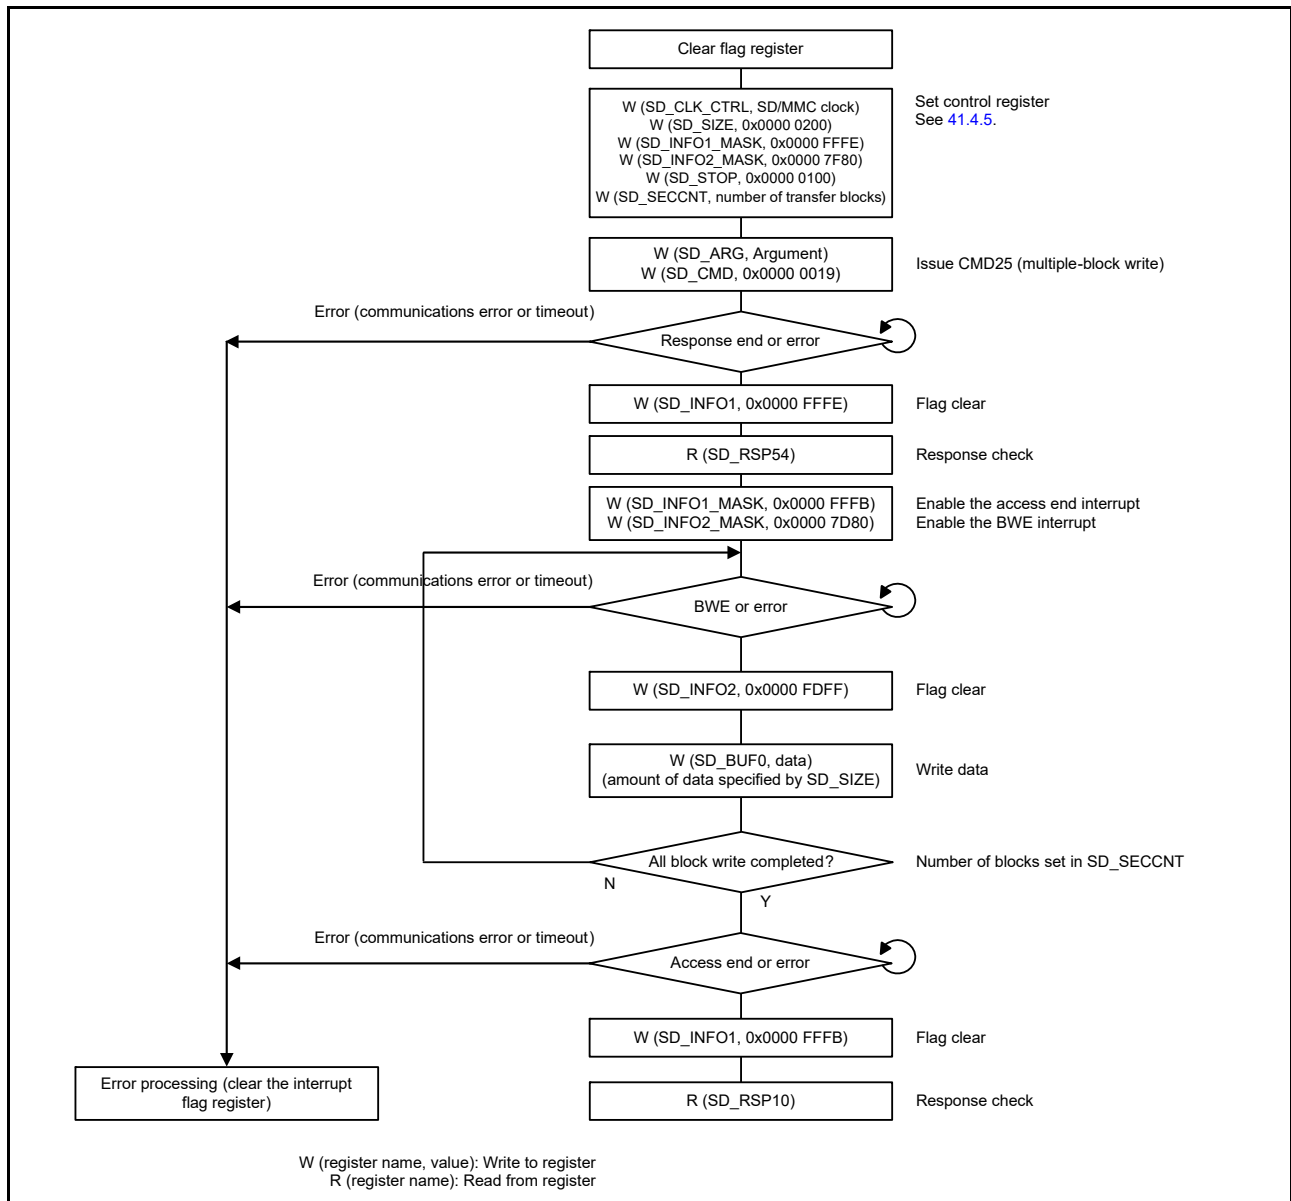 Clear flag register
W (SD_CLK_CTRL, SD/MMC clock)
W (SD_SIZE, 0x0000 0200)
W (SD_INFO1_MASK, 0x0000 FFFE)
W (SD_INFO2_MASK, 0x0000 7F80)
W (SD_STOP, 0x0000 0100)
W (SD_SECCNT, number of transfer blocks)
Set control register
See 41.4.5.
W (SD_ARG, Argument)
W (SD_CMD, 0x0000 0019)
Issue CMD25 (multiple-block write)
Error (communications error or timeout)
Response end or error
W (SD_INFO1, 0x0000 FFFE)
Flag clear
R (SD_RSP54)
Response check
W (SD_INFO1_MASK, 0x0000 FFFB)
W (SD_INFO2_MASK, 0x0000 7D80)
Enable the access end interrupt
Enable the BWE interrupt
Error (communications error or timeout)
BWE or error
W (SD_INFO2, 0x0000 FDFF)
Flag clear
W (SD_BUF0, data)
(amount of data specified by SD_SIZE)
Write data
All block write completed?
Number of blocks set in SD_SECCNT
N
Y
Error (communications error or timeout)
Access end or error
W (SD_INFO1, 0x0000 FFFB)
Flag clear
Error processing (clear the interrupt
flag register)
R (SD_RSP10)
Response check
W (register name, value): Write to register
R (register name): Read from register